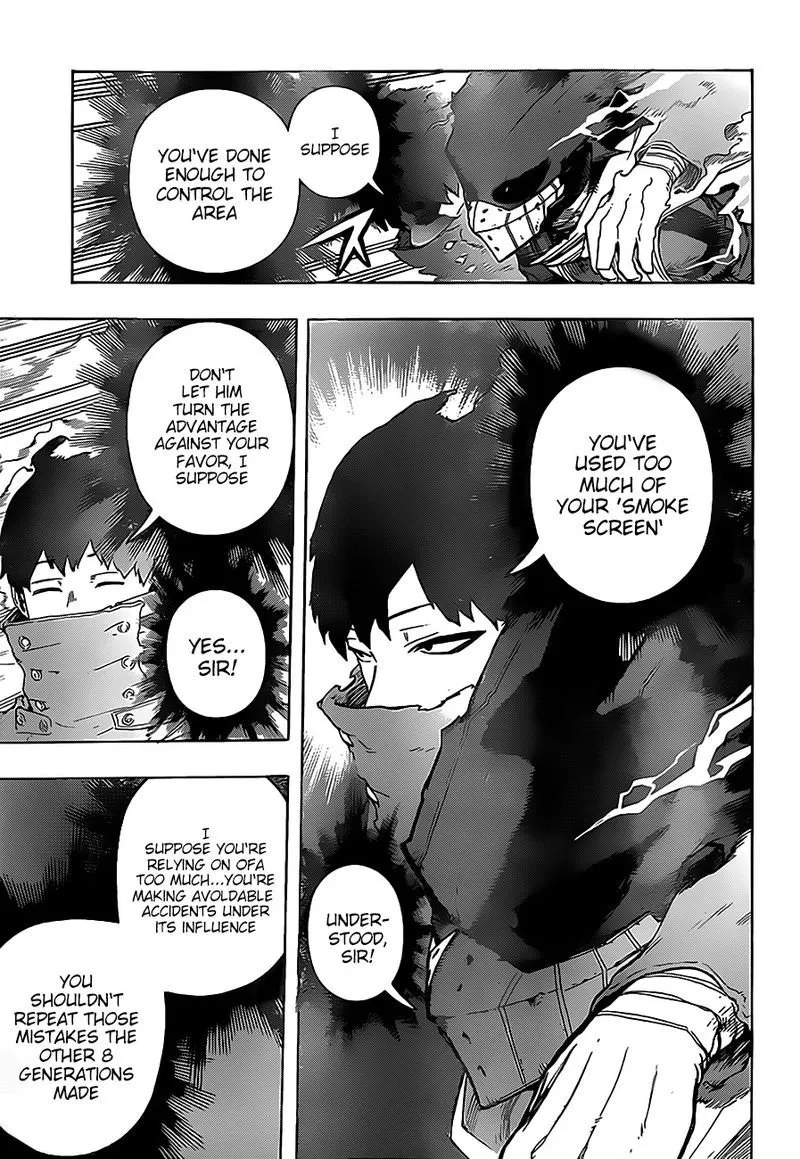 I
SUPPOSE
YOU'VE DONE
ENOUGH TO
CONTROL THE
AREA
YOU'VE
USED TOO
MUCH OF
YOUR 'SMOKE
SCREEN'
UNDER-
STOOD,
SIR!
DON'T
LET HIM
TURN THE
ADVANTAGE
AGAINST YOUR
FAVOR, I
SUPPOSE
YES...
SIR!
I
SUPPOSE YOU'RE
RELYING ON OFA
TOO MUCH...YOU'RE
MAKING AVOLDABLE
ACCIDENTS UNDER
ITS INFLUENCE
YOU
SHOULDN'T
REPEAT THOSE
MISTAKES THE
OTHER 8
GENERATIONS
MADE